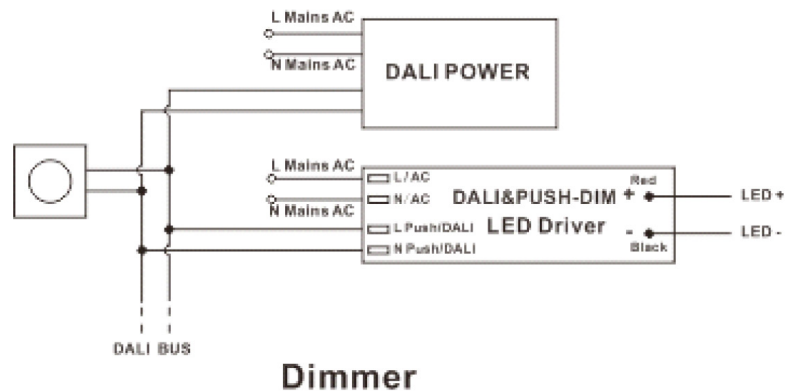 L Mains AC
N Mains AC
DALI POWER
L Mains AC
N Mains AC
L/AC
N/AC
L Push/DALI
N Push/DALI
DALI&PUSH-DIM
LED Driver
Red
+
-
Black
LED +
LED -
DALI BUS
Dimmer